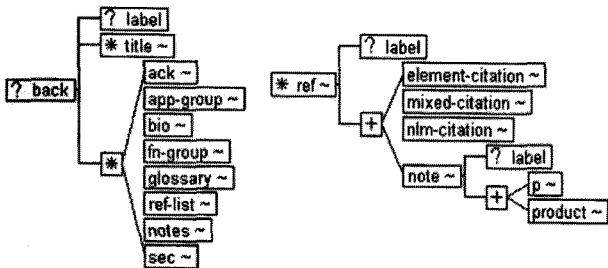 ? back
? label
* title ~
*
ack ~
app-group ~
bio ~
fn-group ~
glossary ~
ref-list ~
notes ~
sec ~
* ref ~
? label
+
element-citation ~
mixed-citation ~
nlm-citation ~
note ~
? label
+
p ~
product ~